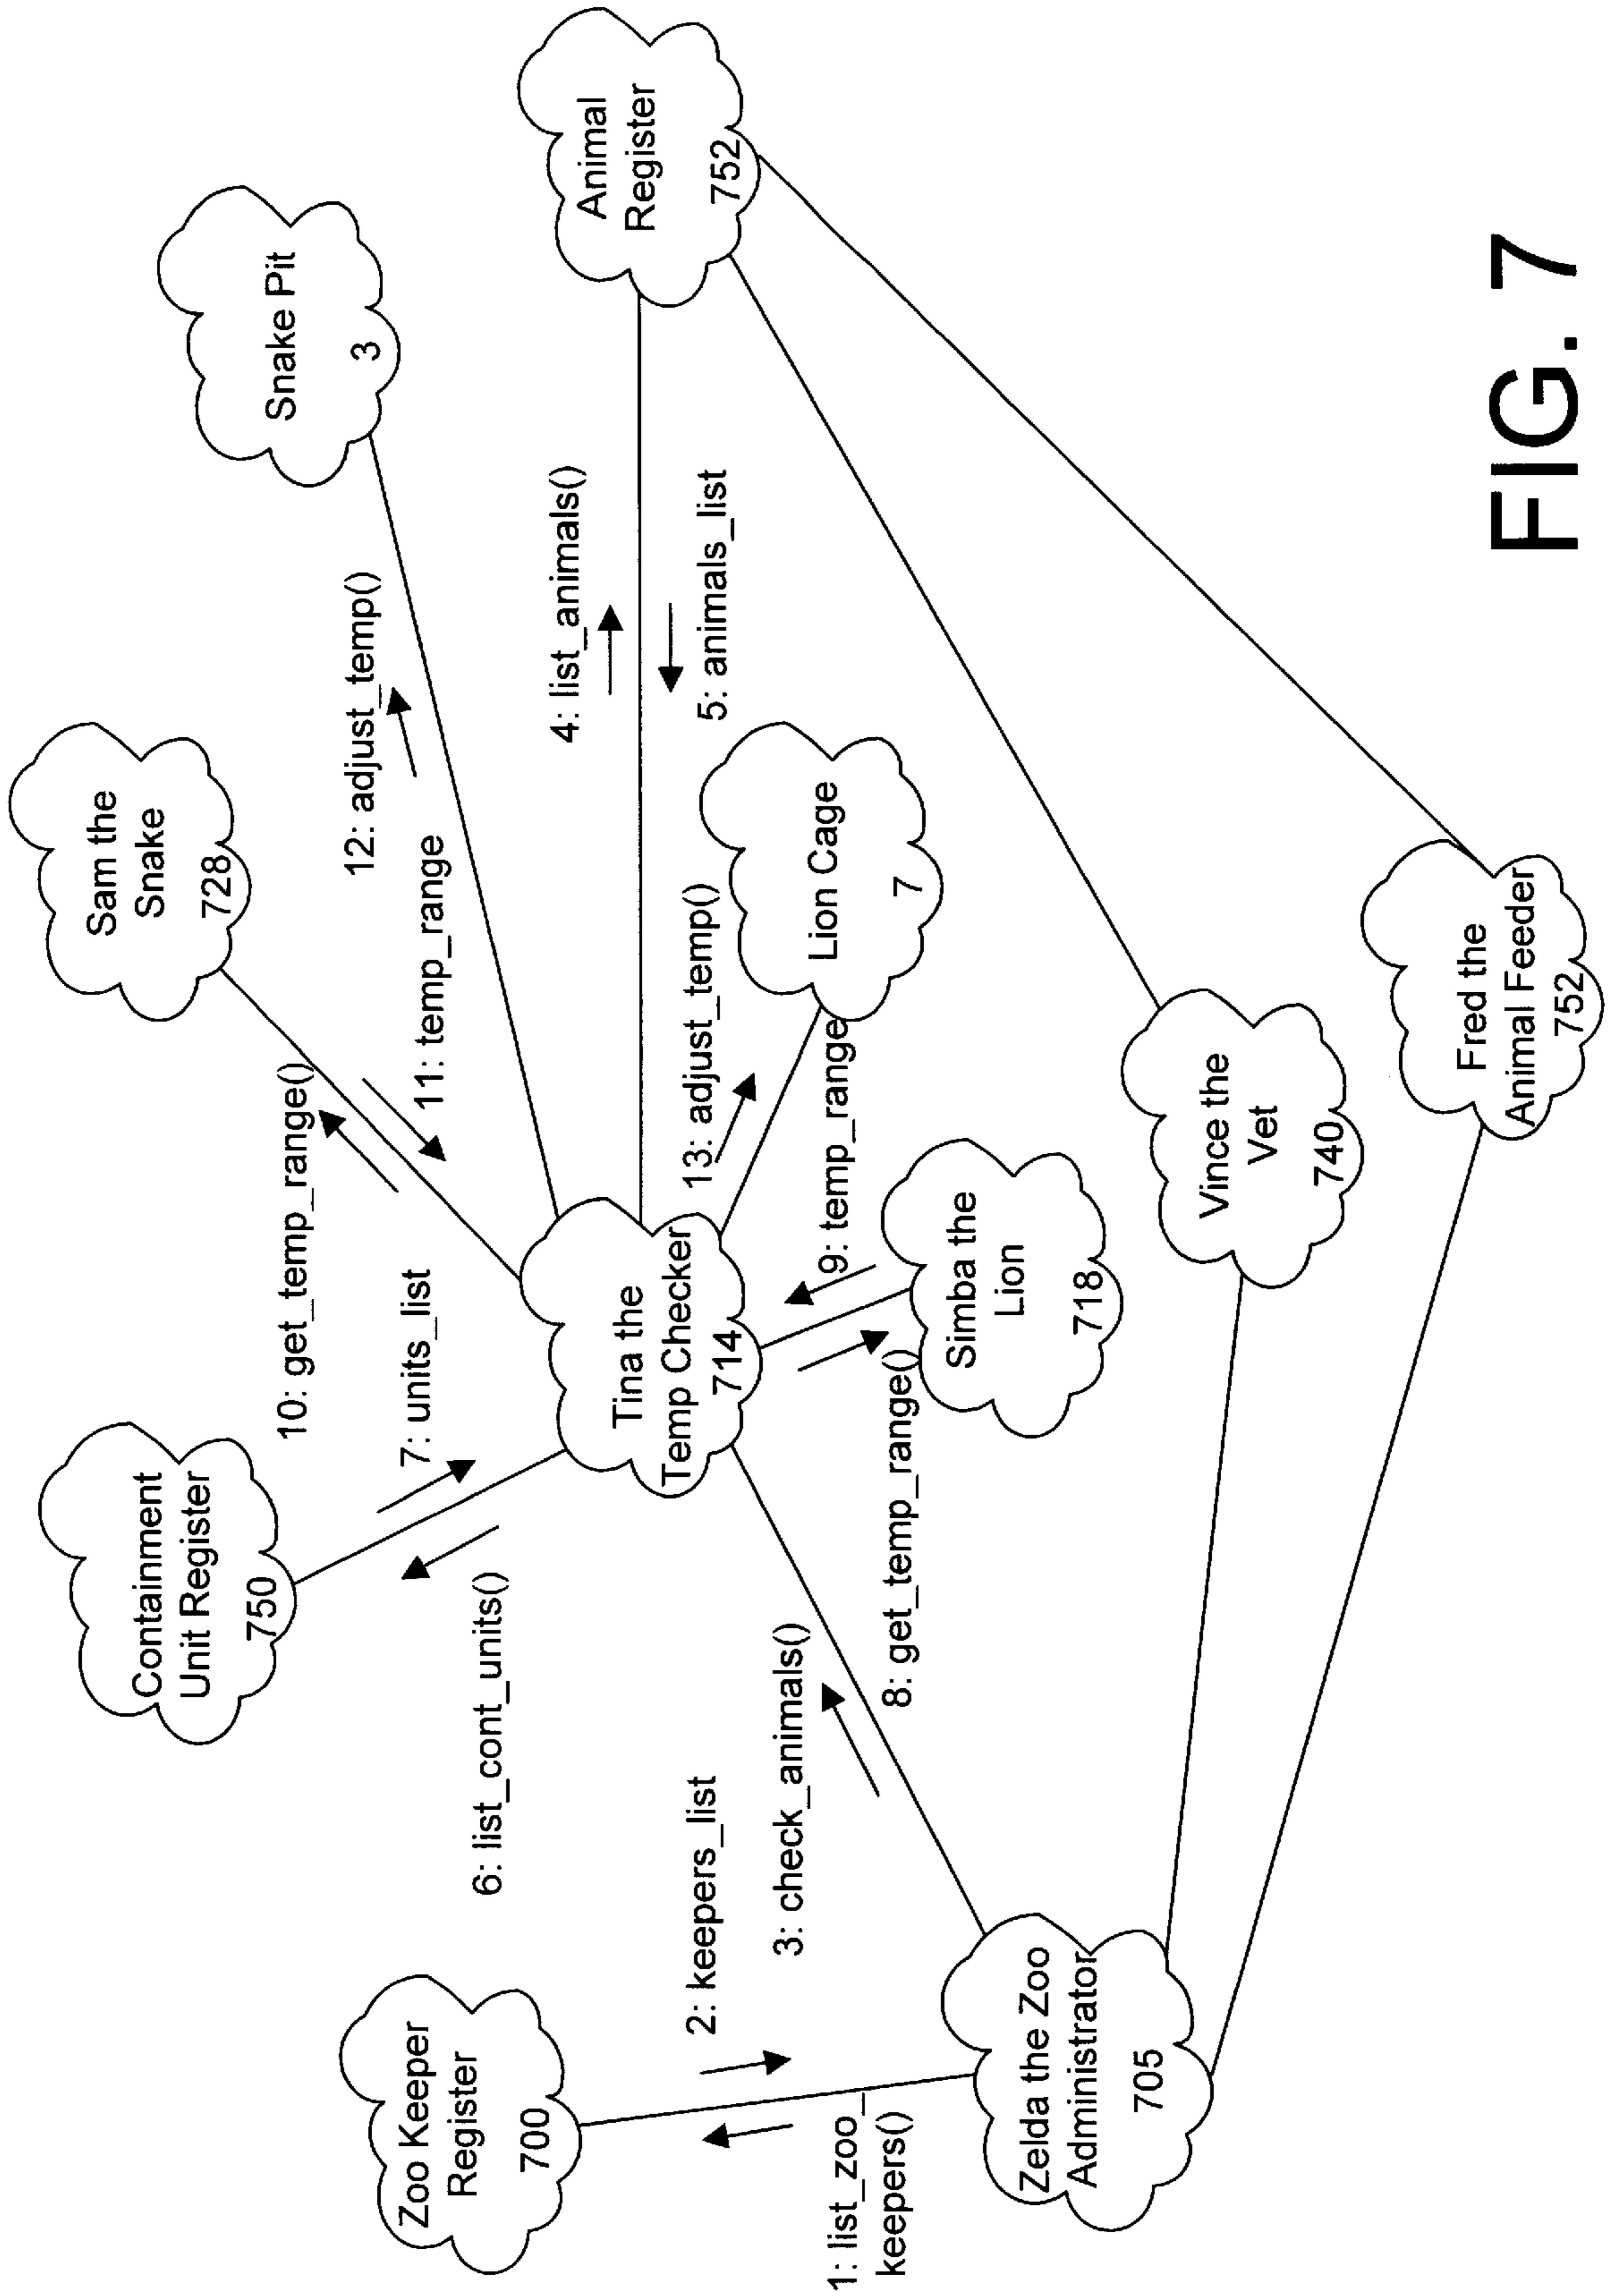 Zoo Keeper
Register
700
1: list_zoo_
keepers()
2: keepers_list
Zelda the Zoo
Administrator
705
3: check_animals()
Containment
Unit Register
750
6: list_cont_units()
7: units_list
Tina the
Temp Checker
714
10: get_temp_range()
11: temp_range
Sam the
Snake
728
12: adjust_temp()
Snake Pit
3
4: list_animals()
5: animals_list
Animal
Register
752
13: adjust_temp()
Lion Cage
7
8: get_temp_range()
9: temp_range
Simba the
Lion
718
Vince the
Vet
740
Fred the
Animal Feeder
752
FIG. 7